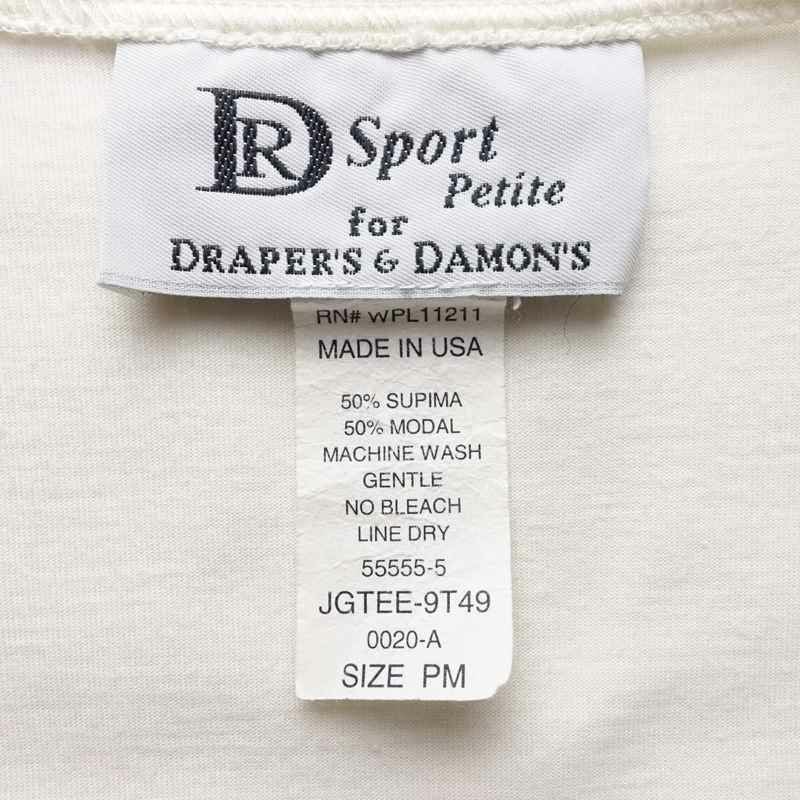 DR Sport
Petite
for
DRAPER'S & DAMON'S
RN# WPL11211
MADE IN USA
50% SUPIMA
50% MODAL
MACHINE WASH
GENTLE
NO BLEACH
LINE DRY
55555-5
JGTEE-9T49
0020-A
SIZE PM